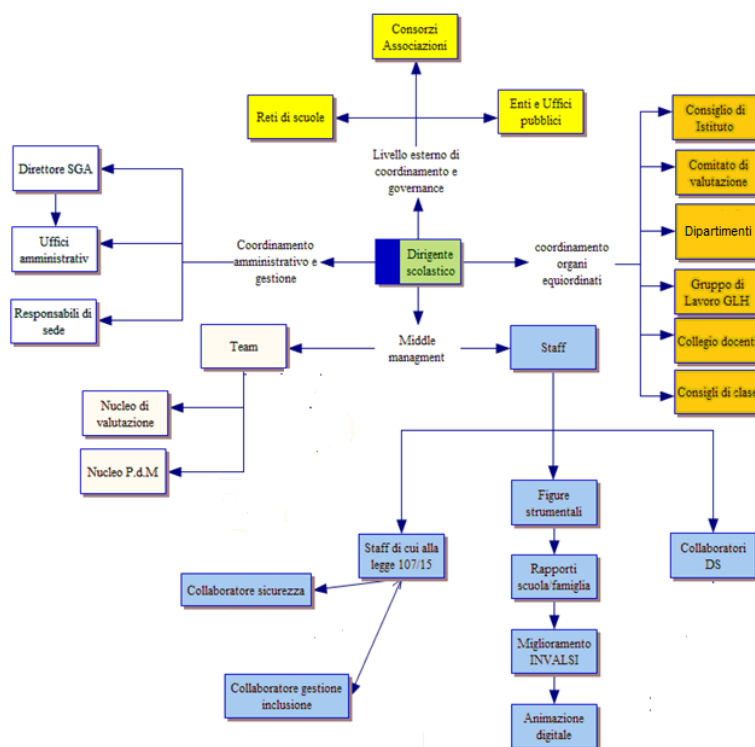 Consorzi
Associazioni
Reti di scuole
Enti e Uffici
pubblici
Livello esterno di
coordinamento e
governance
Direttore SGA
Uffici
amministrativ
Responsabili di
sede
Coordinamento
amministrativo e
gestione
Dirigente
scolastico
coordinamento
organi
equiordinati
Consiglio di
Istituto
Comitato di
valutazione
Dipartimenti
Gruppo di
Lavoro GLH
Collegio docenti
Consigli di clase
Middle
managment
Team
Staff
Nucleo di
valutazione
Nucleo P.d.M
Staff di cui alla
legge 107/15
Collaboratore sicurezza
Collaboratore gestione
inclusione
Figure
strumentali
Rapporti
scuola/famiglia
Miglioramento
INVALSI
Animazione
digitale
Collaboratori
DS